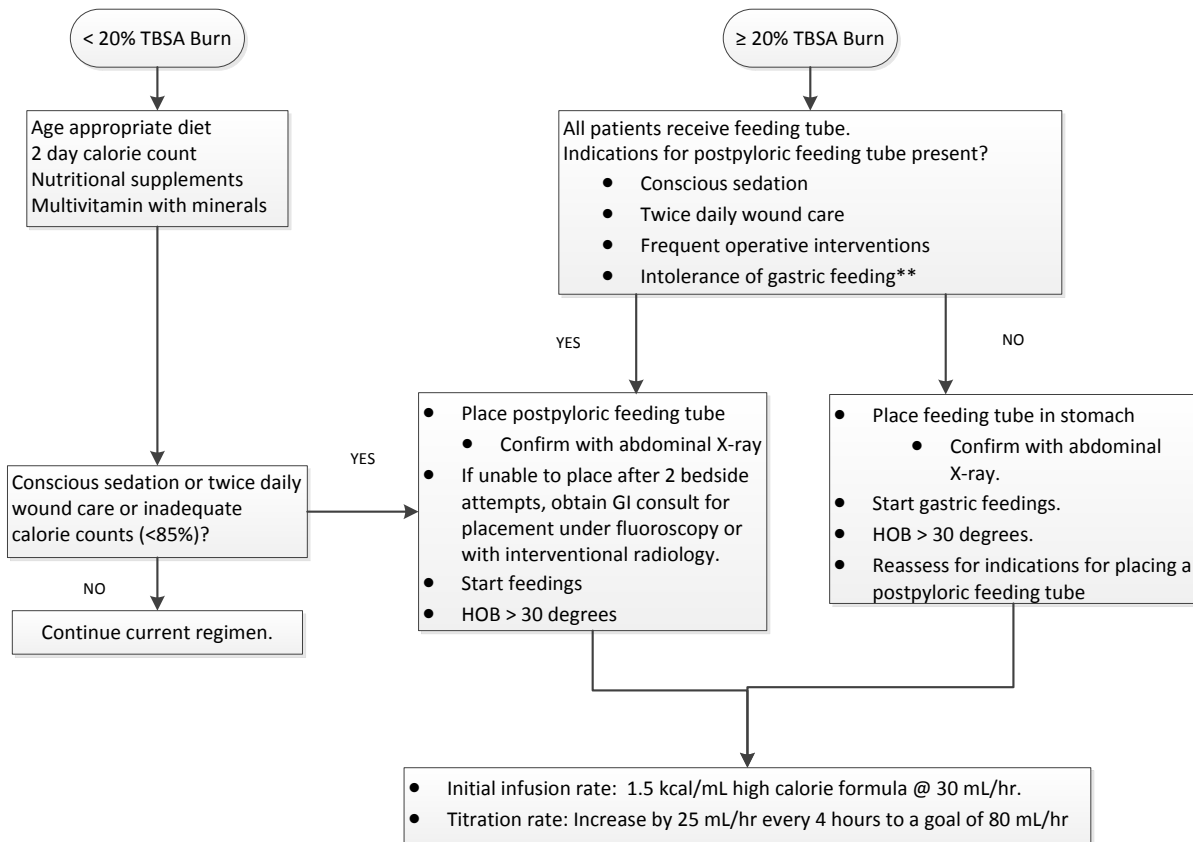 < 20% TBSA Burn
Age appropriate diet
2 day calorie count
Nutritional supplements
Multivitamin with minerals
Conscious sedation or twice daily
wound care or inadequate
calorie counts (<85%)?
YES
NO
Continue current regimen.
≥ 20% TBSA Burn
All patients receive feeding tube.
Indications for postpyloric feeding tube present?
● Conscious sedation
● Twice daily wound care
● Frequent operative interventions
● Intolerance of gastric feeding**
YES
NO
● Place postpyloric feeding tube
● Confirm with abdominal X-ray
● If unable to place after 2 bedside
attempts, obtain GI consult for
placement under fluoroscopy or
with interventional radiology.
● Start feedings
● HOB > 30 degrees
● Place feeding tube in stomach
● Confirm with abdominal
X-ray.
● Start gastric feedings.
● HOB > 30 degrees.
● Reassess for indications for placing a
postpyloric feeding tube
● Initial infusion rate: 1.5 kcal/mL high calorie formula @ 30 mL/hr.
● Titration rate: Increase by 25 mL/hr every 4 hours to a goal of 80 mL/hr